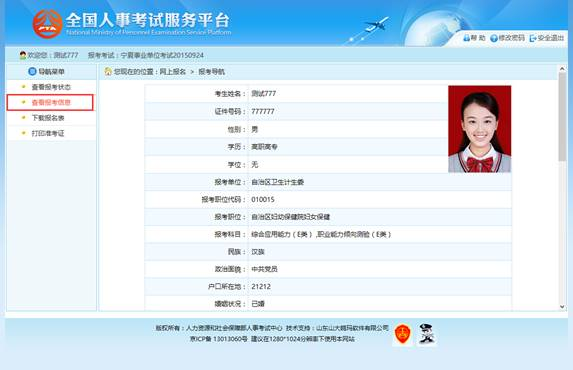 全国人事考试服务平台
National Ministry of Personnel Examination Service Platform
帮助 修改密码 安全退出
欢迎您：测试777 报考考试：宁夏事业单位考试20150924
导航菜单
您现在的位置：网上报名 > 报考导航
查看报考状态
查看报考信息
下载报名表
打印准考证
考生姓名： 测试777
证件号码： 777777
性别： 男
学历： 高职高专
学位： 无
报考单位： 自治区卫生计生委
报考职位代码： 010015
报考职位： 自治区妇幼保健院妇女保健
报考科目： 综合应用能力（E类）,职业能力倾向测验（E类）
民族： 汉族
政治面貌： 中共党员
户口所在地： 21212
婚姻状况： 已婚
版权所有：人力资源和社会保障部人事考试中心 技术支持：山东山大鸥玛软件有限公司
京ICP备 13013060号 建议在1280*1024分辨率下使用本网站